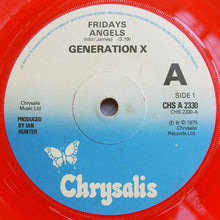 FRIDAYS
ANGELS
(Idol/James) (3.19)
GENERATION X
A
SIDE 1
CHS A 2330
CHS 2330 A
Chrysalis
Music Ltd
PRODUCED
BY IAN
HUNTER
℗ & © 1979
Chrysalis
Records Ltd.
Chrysalis